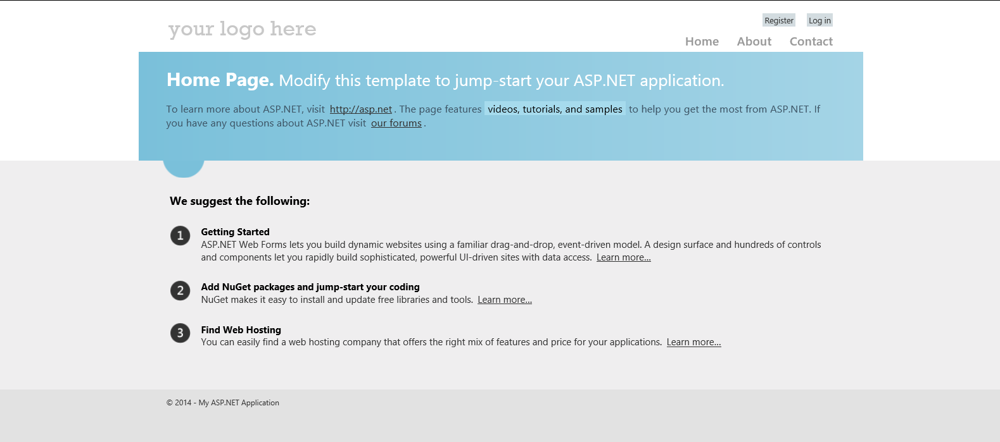 your logo here
Register Log in
Home About Contact
Home Page. Modify this template to jump-start your ASP.NET application.
To learn more about ASP.NET, visit http://asp.net. The page features videos, tutorials, and samples to help you get the most from ASP.NET. If
you have any questions about ASP.NET visit our forums.
We suggest the following:
1 Getting Started
ASP.NET Web Forms lets you build dynamic websites using a familiar drag-and-drop, event-driven model. A design surface and hundreds of controls
and components let you rapidly build sophisticated, powerful UI-driven sites with data access. Learn more…
2 Add NuGet packages and jump-start your coding
NuGet makes it easy to install and update free libraries and tools. Learn more…
3 Find Web Hosting
You can easily find a web hosting company that offers the right mix of features and price for your applications. Learn more…
© 2014 - My ASP.NET Application